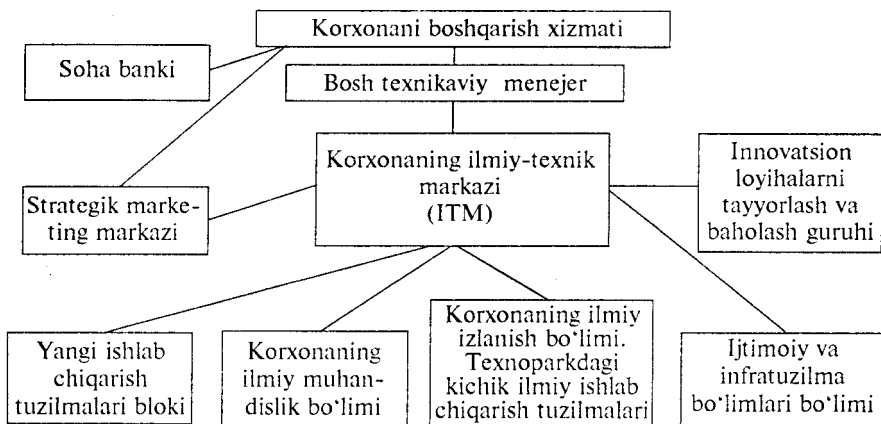 Korxonani boshqarish xizmati
Soha banki
Bosh texnikaviy menejer
Korxonaning ilmiy-texnik
markazi
(ITM)
Strategik marke-
ting markazi
Innovatsion
loyihalarni
tayyorlash va
baholash guruhi
Yangi ishlab
chiqarish
tuzilmalari bloki
Korxonaning
ilmiy muhan-
dislik bo‘limi
Korxonaning ilmiy
izlanish bo‘limi.
Texnoparkdagi
kichik ilmiy ishlab
chiqarish tuzilmalari
Ijtimoiy va
infratuzilma
bo‘limlari bo‘limi